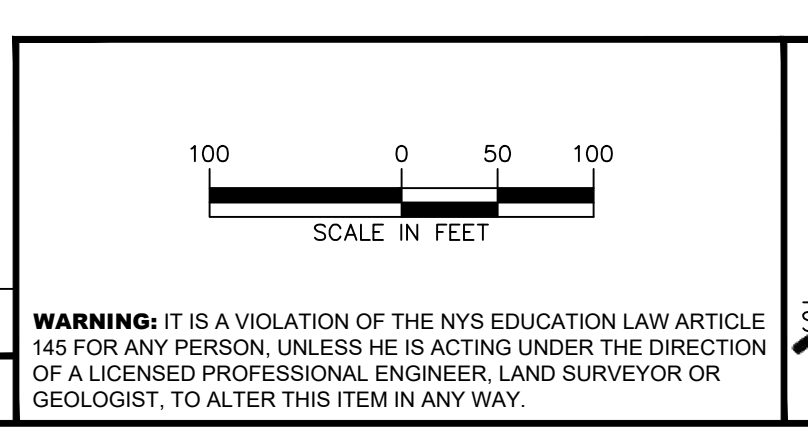 100 0 50 100
SCALE IN FEET
WARNING: IT IS A VIOLATION OF THE NYS EDUCATION LAW ARTICLE
145 FOR ANY PERSON, UNLESS HE IS ACTING UNDER THE DIRECTION
OF A LICENSED PROFESSIONAL ENGINEER, LAND SURVEYOR OR
GEOLOGIST, TO ALTER THIS ITEM IN ANY WAY.